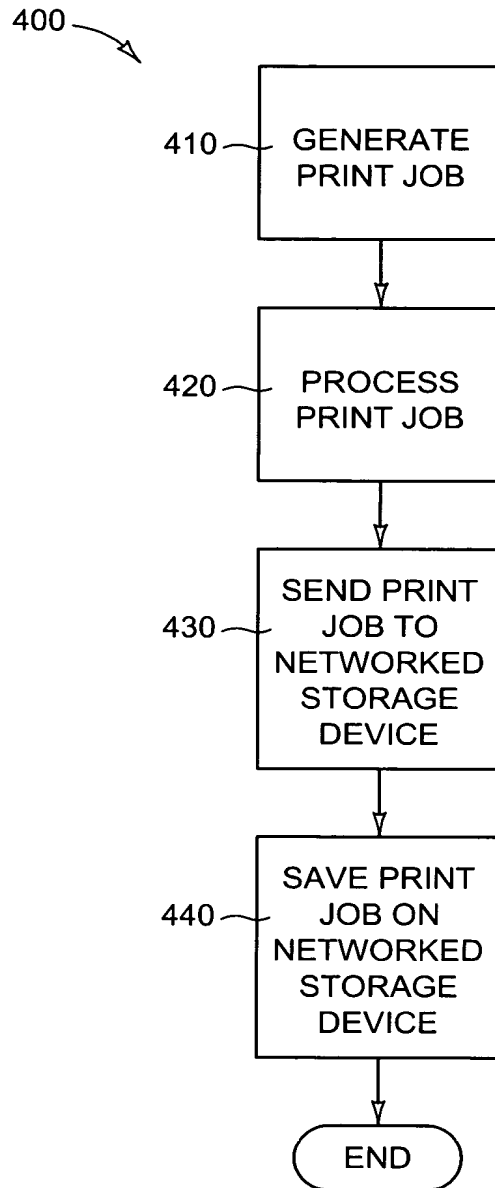 400
410
GENERATE
PRINT JOB
420
PROCESS
PRINT JOB
430
SEND PRINT
JOB TO
NETWORKED
STORAGE
DEVICE
440
SAVE PRINT
JOB ON
NETWORKED
STORAGE
DEVICE
END